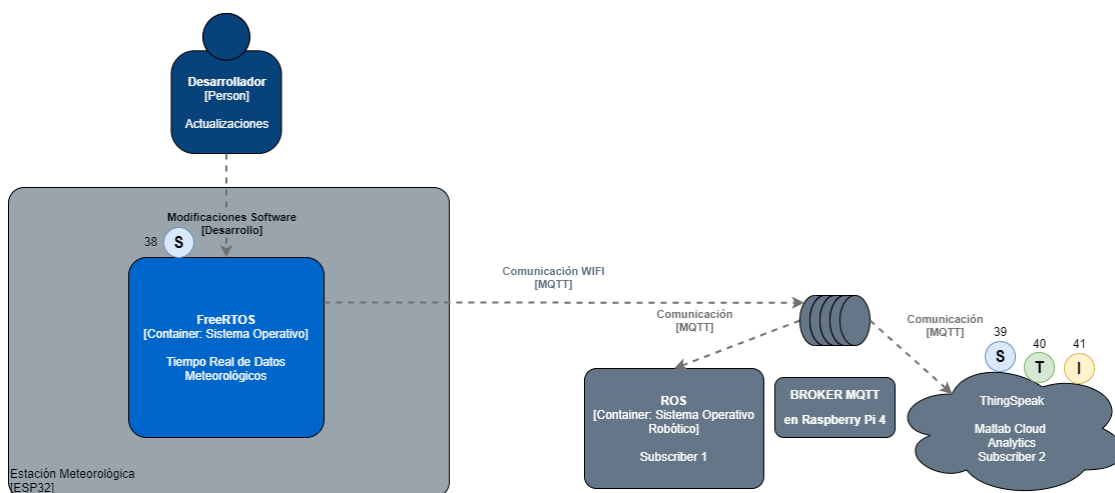 Desarrollador
[Person]
Actualizaciones
Modificaciones Software
[Desarrollo]
38
S
FreeRTOS
[Container: Sistema Operativo]
Tiempo Real de Datos
Meteorológicos
Estación Meteorológica
[ESP32]
Comunicación WIFI
[MQTT]
Comunicación
[MQTT]
Comunicación
[MQTT]
ROS
[Container: Sistema Operativo
Robótico]
Subscriber 1
BROKER MQTT
en Raspberry Pi 4
39
S
40
T
41
I
ThingSpeak
Matlab Cloud
Analytics
Subscriber 2